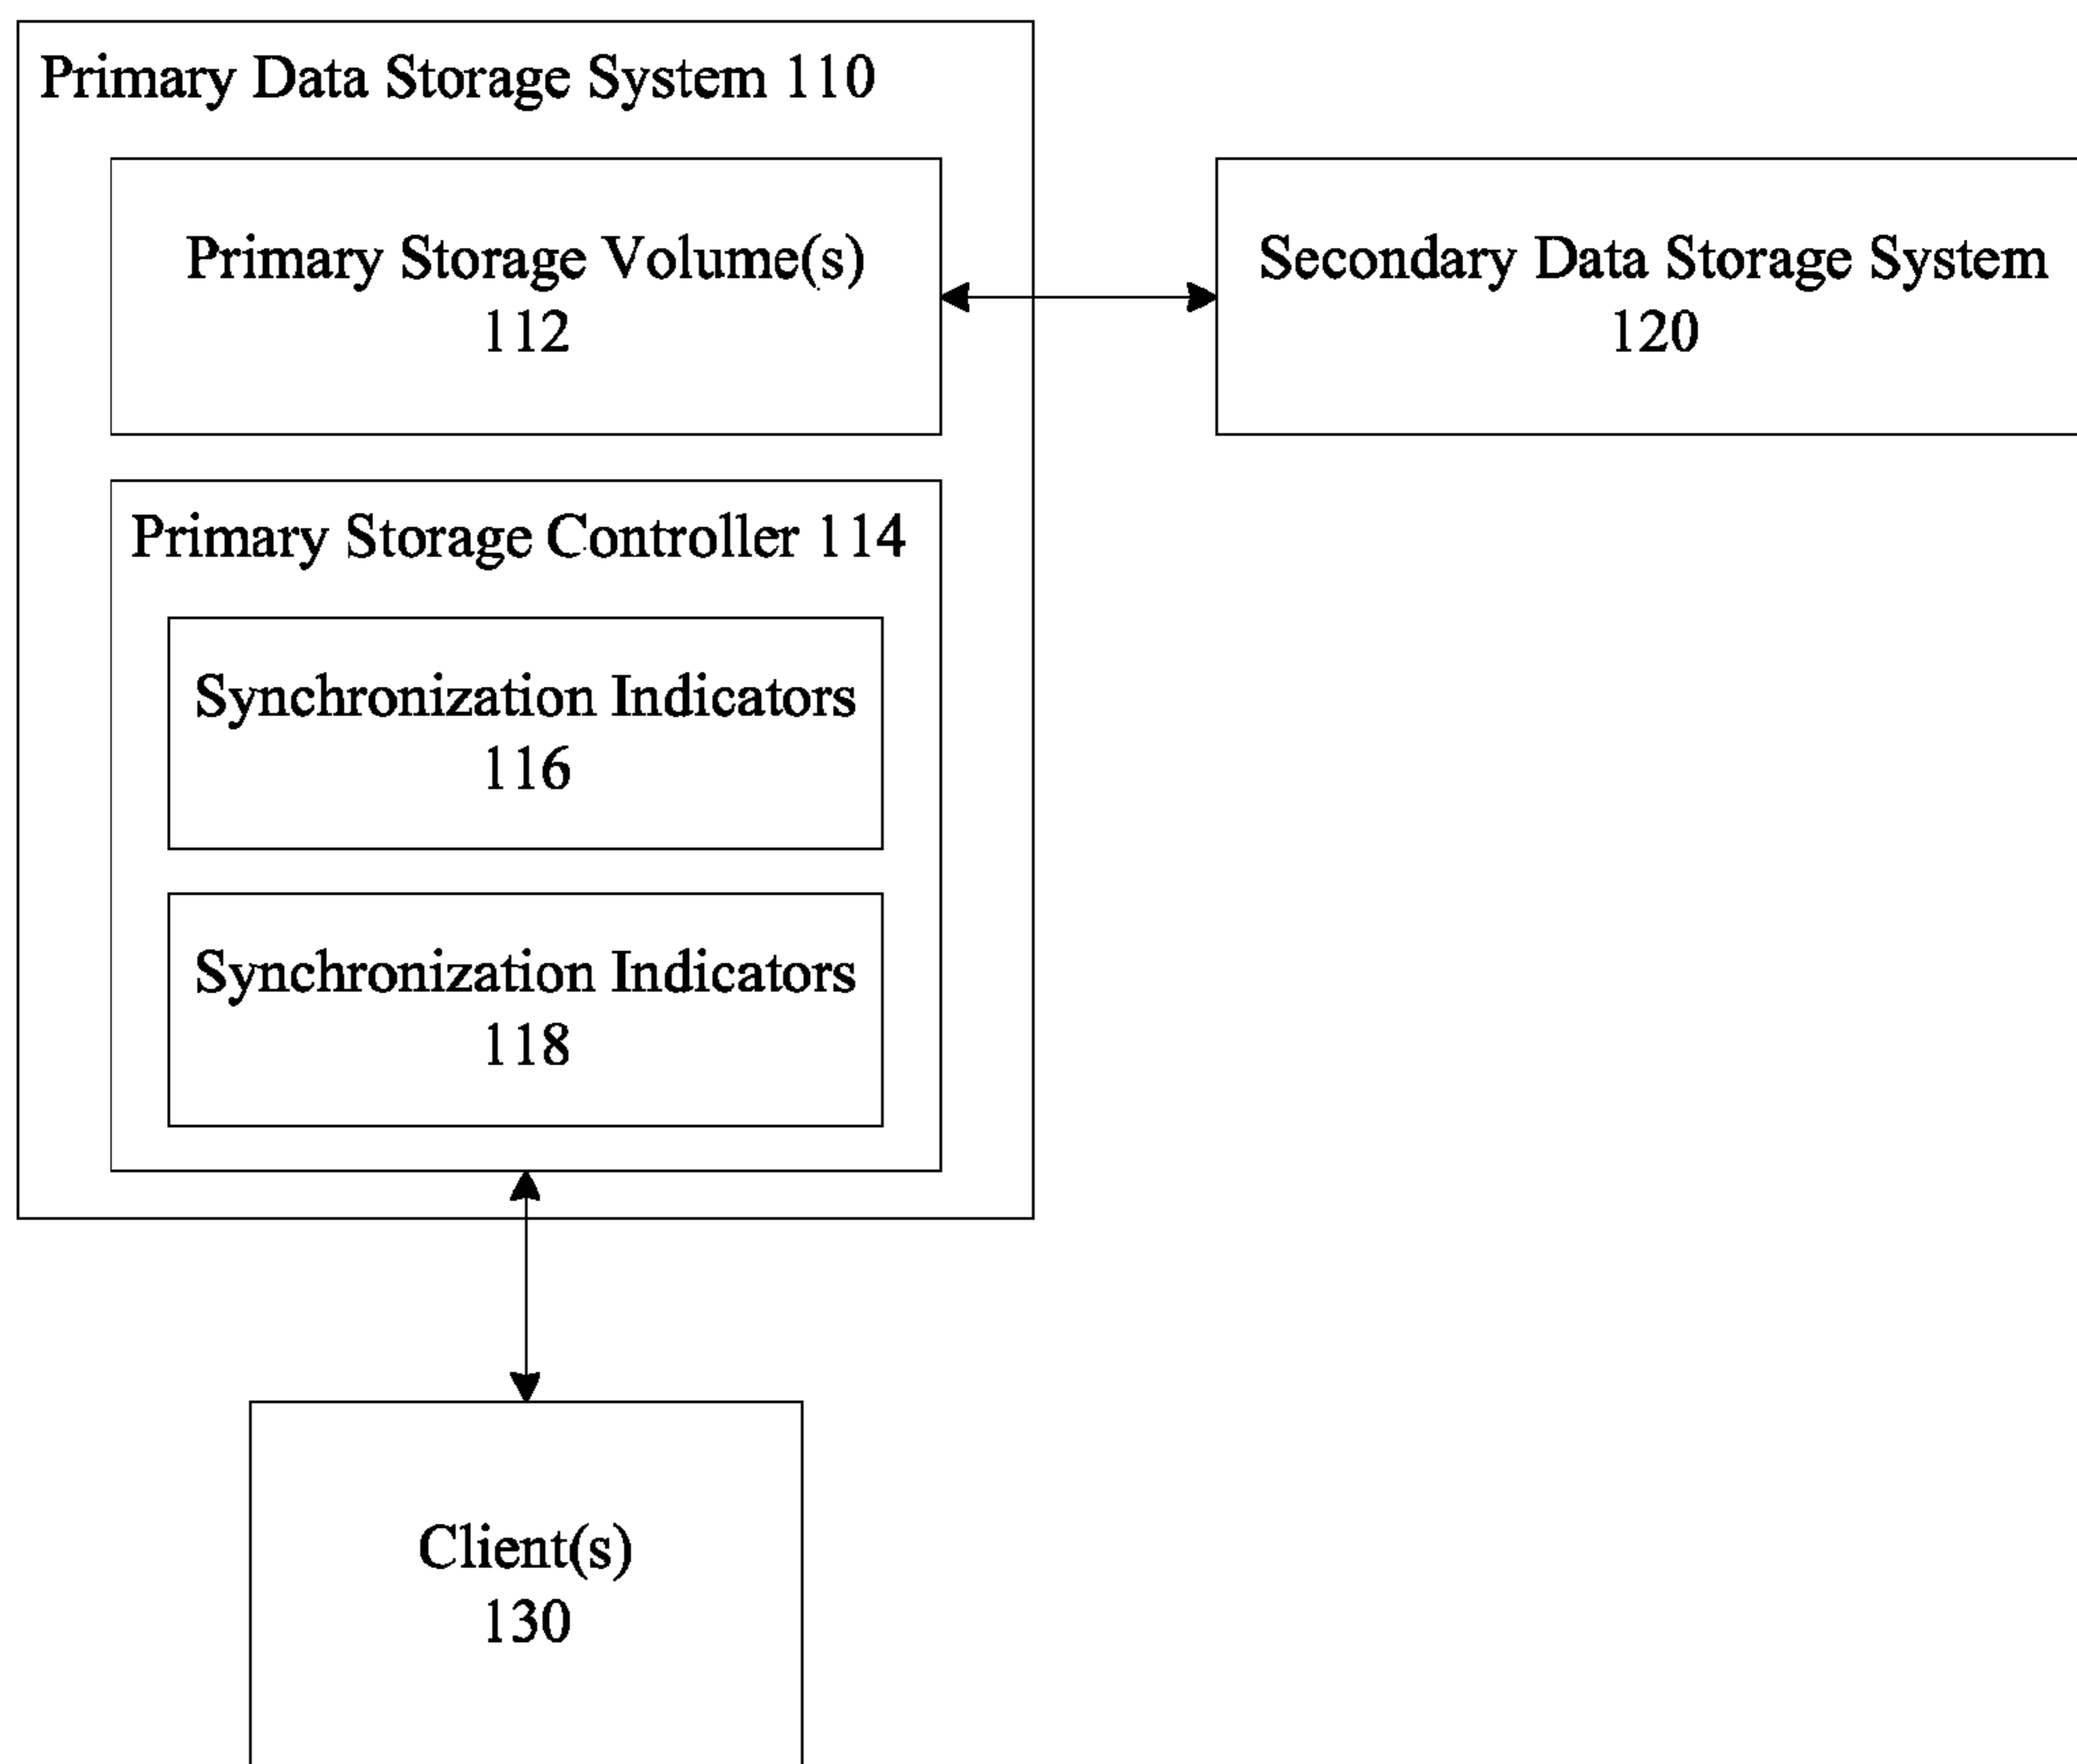 Primary Data Storage System 110
Primary Storage Volume(s)
112
Secondary Data Storage System
120
Primary Storage Controller 114
Synchronization Indicators
116
Synchronization Indicators
118
Client(s)
130